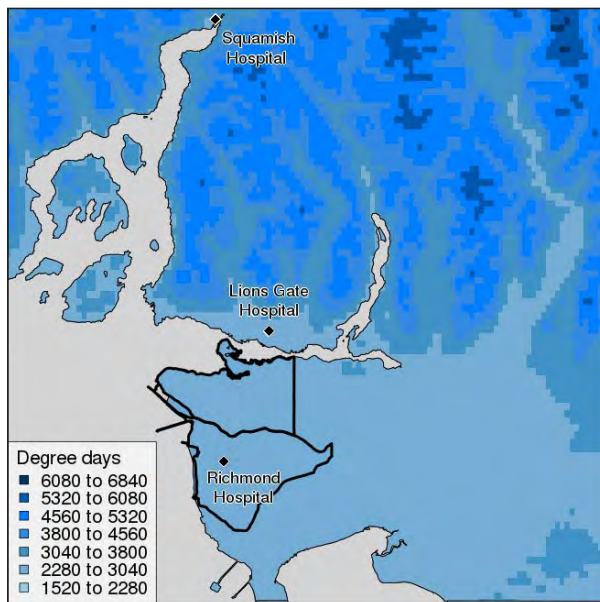 Squamish
Hospital
Lions Gate
Hospital
Richmond
Hospital
Degree days
6080 to 6840
5320 to 6080
4560 to 5320
3800 to 4560
3040 to 3800
2280 to 3040
1520 to 2280